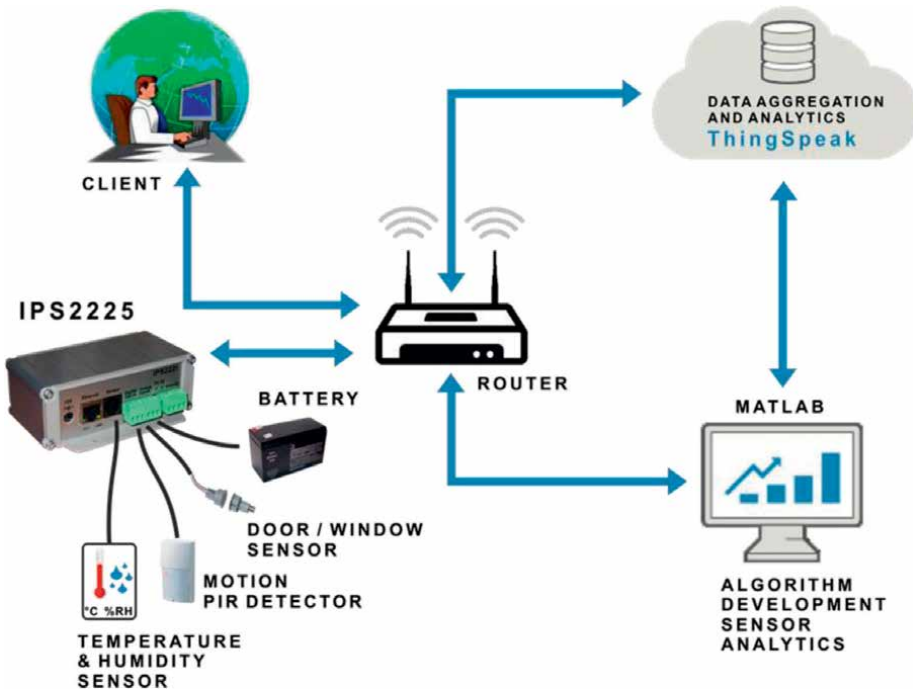 CLIENT
DATA AGGREGATION
AND ANALYTICS
ThingSpeak
IPS2225
ROUTER
BATTERY
MATLAB
DOOR / WINDOW
SENSOR
MOTION
PIR DETECTOR
°C %RH
TEMPERATURE
& HUMIDITY
SENSOR
ALGORITHM
DEVELOPMENT
SENSOR
ANALYTICS